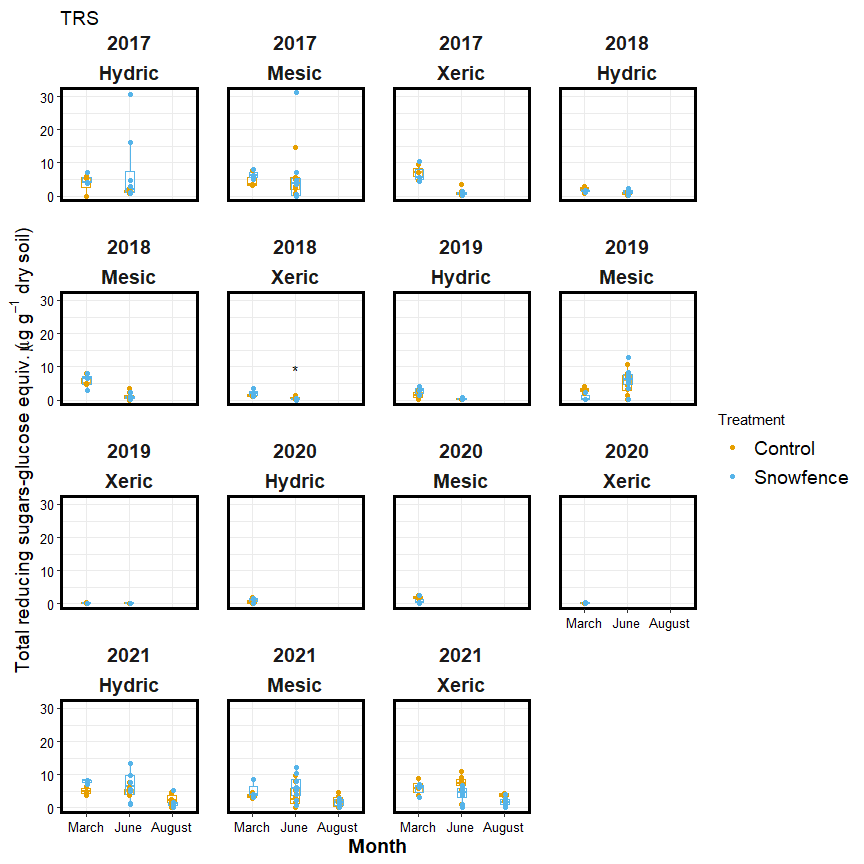 TRS
2017 2017 2017 2018
Hydric Mesic Xeric Hydric
30
20
10
0
2018 2018 2019 2019
Mesic Xeric Hydric Mesic
30
20
10
0
*
2019 2020 2020 2020
Xeric Hydric Mesic Xeric
30
20
10
0
March June August
2021 2021 2021
Hydric Mesic Xeric
30
20
10
0
March June August March June August March June August
Month
Total reducing sugars-glucose equiv. (µg g⁻¹ dry soil)
Treatment
Control
Snowfence